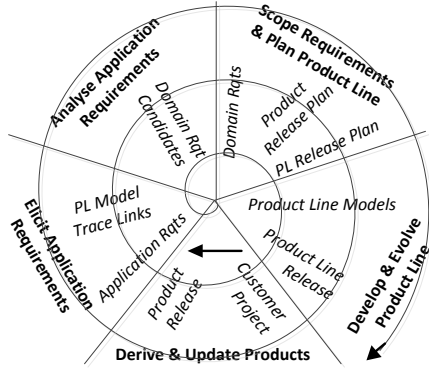 Scope Requirements
& Plan Product Line
Analyse Application
Requirements
Domain Rqt
Candidates
Domain Rqts
Product
Release Plan
PL Release Plan
PL Model
Trace Links
Product Line Models
Elicit Application
Requirements
Application Rqts
Product
Release
Customer
Project
Product Line
Release
Develop & Evolve
Product Line
Derive & Update Products